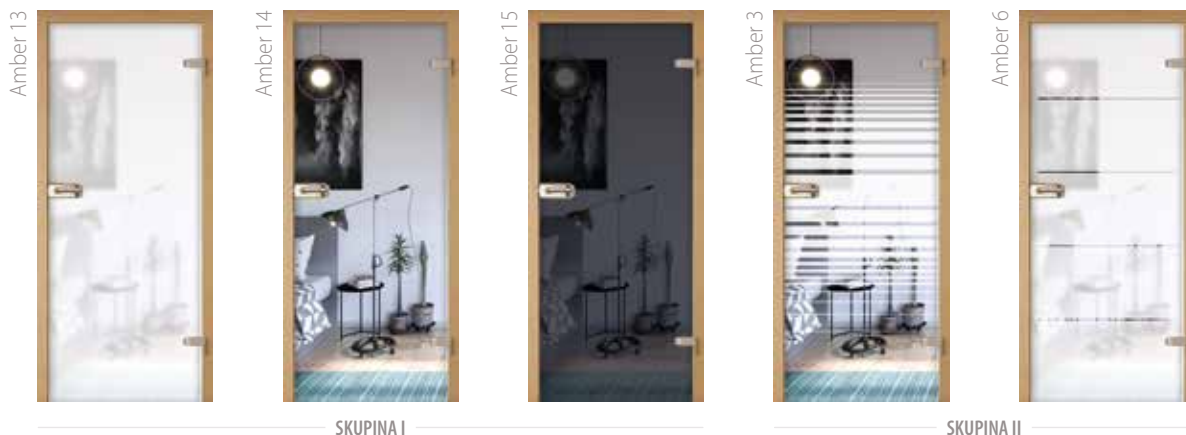 Amber 13
Amber 14
Amber 15
Amber 3
Amber 6
SKUPINA I
SKUPINA II